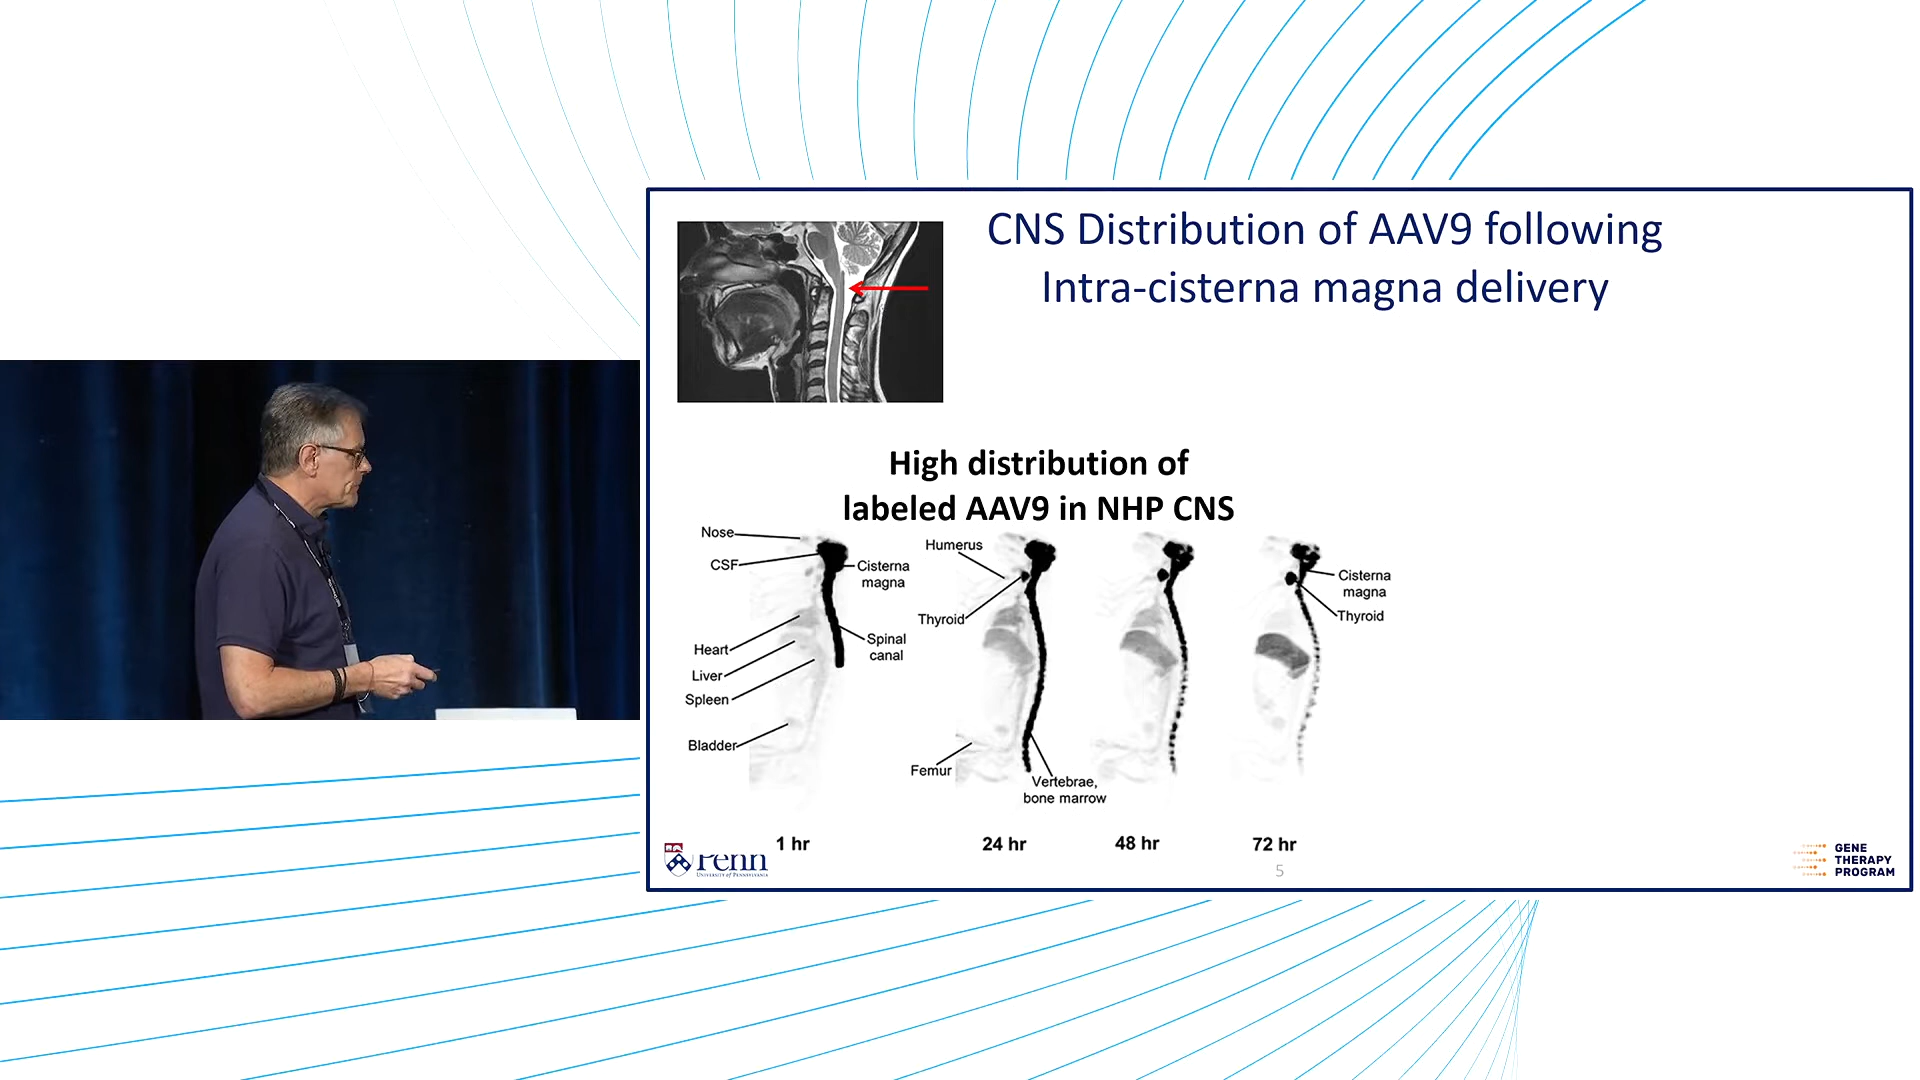 CNS Distribution of AAV9 following
Intra-cisterna magna delivery
High distribution of
labeled AAV9 in NHP CNS
Nose
CSF
Cisterna
magna
Heart
Spinal
canal
Liver
Spleen
Bladder
Humerus
Thyroid
Femur
Vertebrae,
bone marrow
Cisterna
magna
Thyroid
1 hr
24 hr
48 hr
72 hr
Penn
UNIVERSITY of PENNSYLVANIA
5
GENE
THERAPY
PROGRAM